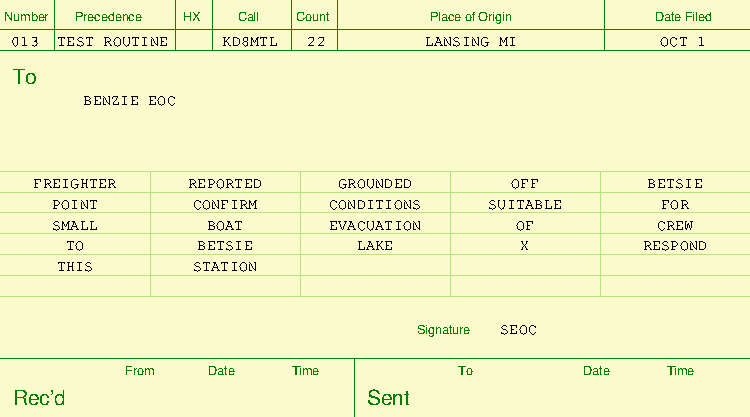 Number Precedence HX Call Count Place of Origin Date Filed
013 TEST ROUTINE KD8MTL 22 LANSING MI OCT 1
To
BENZIE EOC
FREIGHTER REPORTED GROUNDED OFF BETSIE
POINT CONFIRM CONDITIONS SUITABLE FOR
SMALL BOAT EVACUATION OF CREW
TO BETSIE LAKE X RESPOND
THIS STATION
Signature SEOC
From Date Time To Date Time
Rec'd Sent